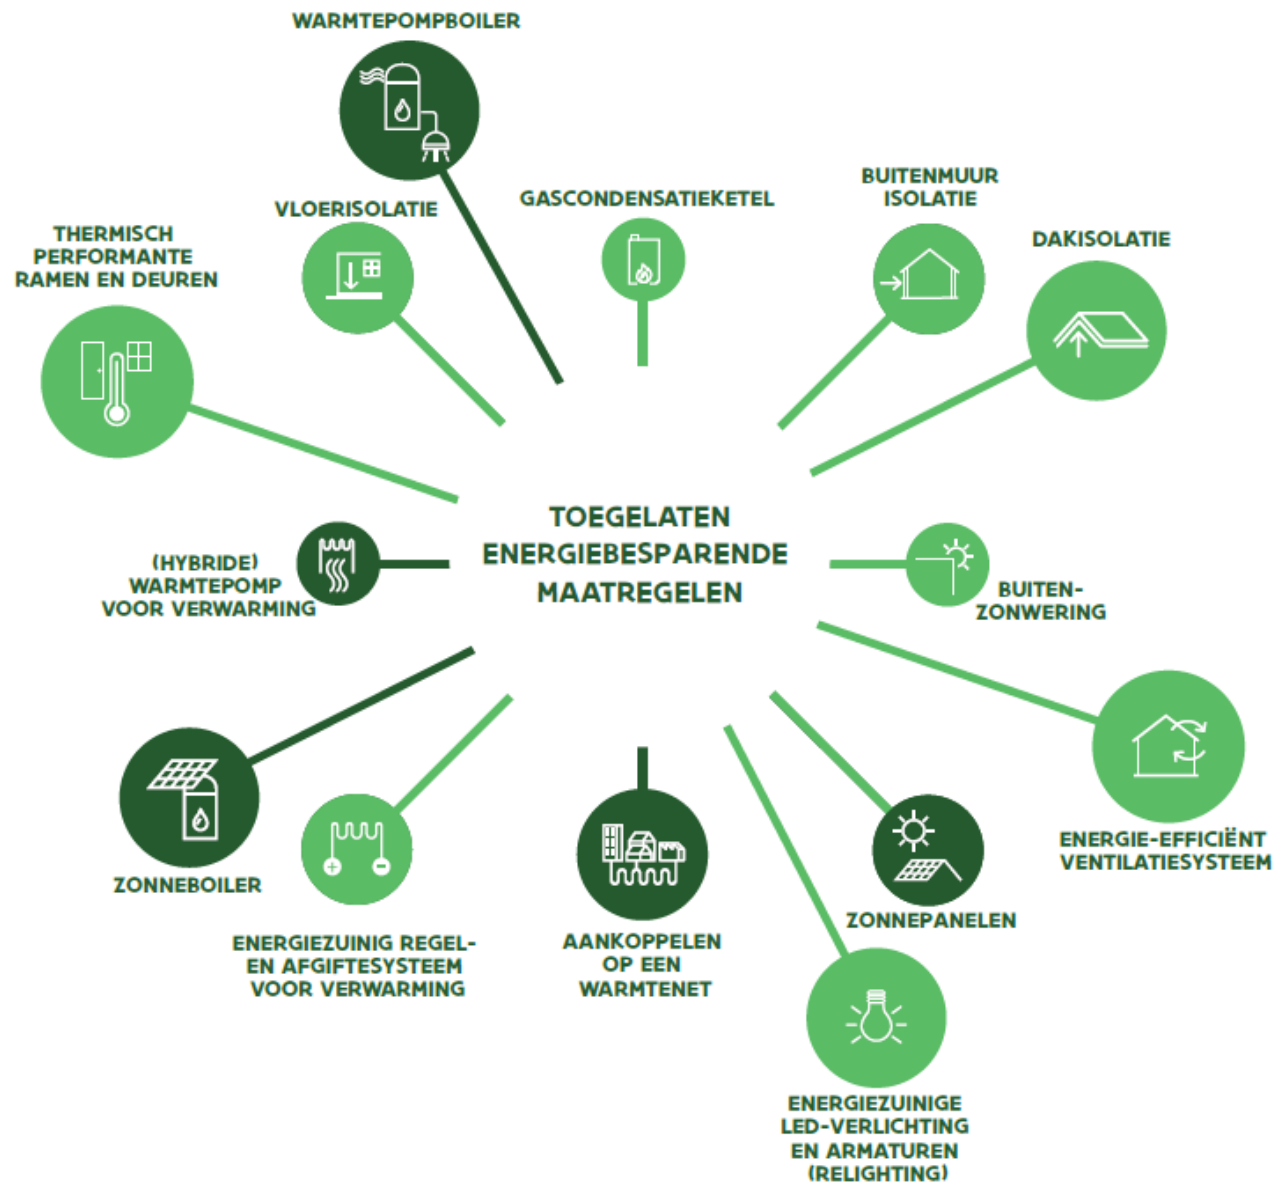 WARMTEPOMPBOILER
GASCONDENSATIEKETEL
BUITENMUUR
ISOLATIE
VLOERISOLATIE
DAKISOLATIE
THERMISCH
PERFORMANTE
RAMEN EN DEUREN
TOEGELATEN
ENERGIEBESPARENDE
MAATREGELEN
(HYBRIDE)
WARMTEPOMP
VOOR VERWARMING
BUITEN-
ZONWERING
ENERGIE-EFFICIËNT
VENTILATIESYSTEEM
ZONNEBOILER
ZONNEPANELEN
ENERGIEZUINIG REGEL-
EN AFGIFTESYSTEEM
VOOR VERWARMING
AANKOPPELEN
OP EEN
WARMTENET
ENERGIEZUINIGE
LED-VERLICHTING
EN ARMATUREN
(RELIGHTING)